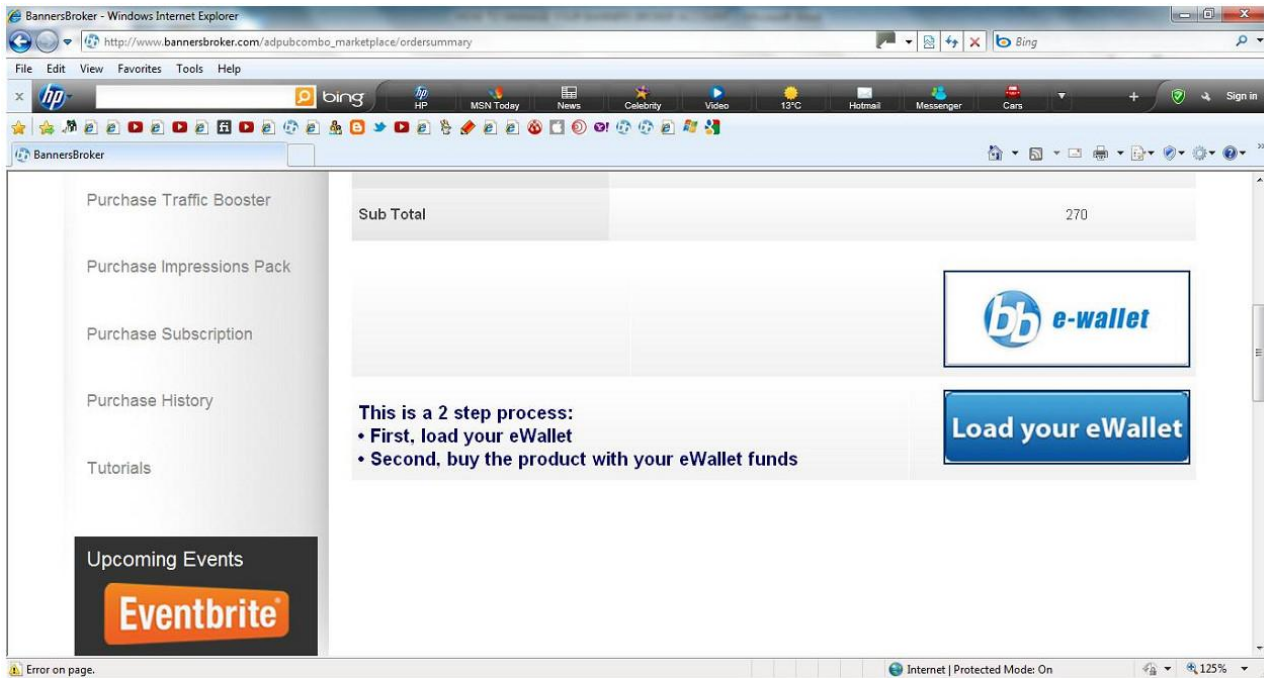 BannersBroker - Windows Internet Explorer
http://www.bannersbroker.com/adpubcombo_marketplace/ordersummary
Bing
File Edit View Favorites Tools Help
x hp bing HP MSN Today News Celebrity Video 13°C Hotmail Messenger Cars + Sign in
BannersBroker
Purchase Traffic Booster
Sub Total 270
Purchase Impressions Pack
bb e-wallet
Purchase Subscription
Purchase History
This is a 2 step process:
• First, load your eWallet
• Second, buy the product with your eWallet funds
Load your eWallet
Tutorials
Upcoming Events
Eventbrite
Error on page. Internet | Protected Mode: On 125%